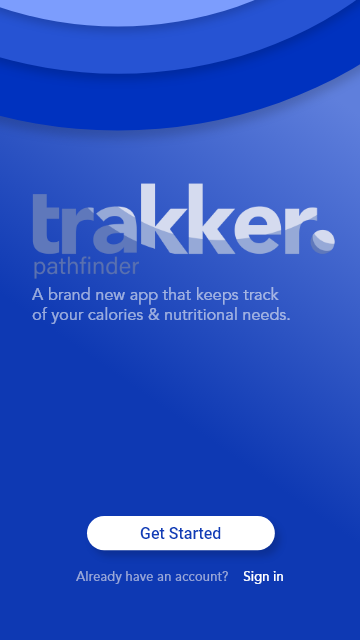 trakker.
pathfinder
A brand new app that keeps track
of your calories & nutritional needs.
Get Started
Already have an account? Sign in